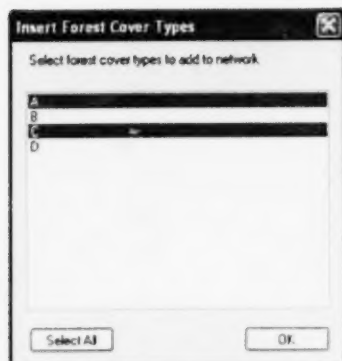 Insert Forest Cover Types
Select forest cover types to add to network
A
B
C
D
Select All
OK